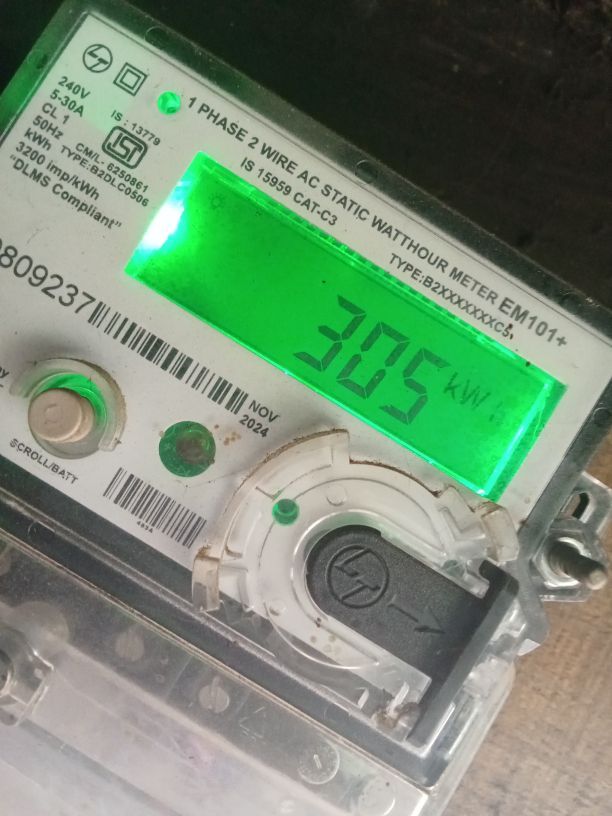 1 PHASE 2 WIRE AC STATIC WATTHOUR METER EM101+
IS 15959 CAT-C3
TYPE:B2XXXXXXXC5
240V
5-30A
CL 1
50Hz
kWh
3200 imp/kWh
"DLMS Compliant"
IS : 13779
CM/L- 6250861
TYPE:B2DLC0506
305 kWh
809237
NOV
2024
SCROLL/BATT